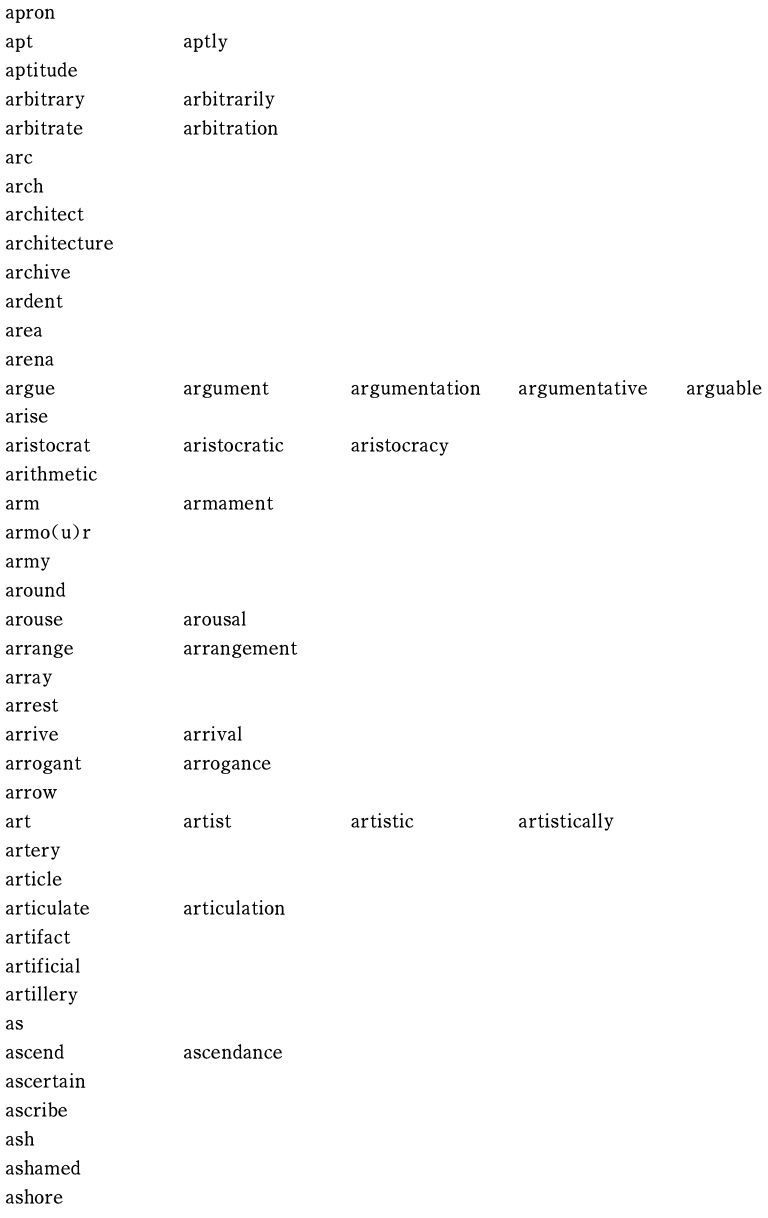 apron
apt aptly
aptitude
arbitrary arbitrarily
arbitrate arbitration
arc
arch
architect
architecture
archive
ardent
area
arena
argue argument argumentation argumentative arguable
arise
aristocrat aristocratic aristocracy
arithmetic
arm armament
armo(u)r
army
around
arouse arousal
arrange arrangement
array
arrest
arrive arrival
arrogant arrogance
arrow
art artist artistic artistically
artery
article
articulate articulation
artifact
artificial
artillery
as
ascend ascendance
ascertain
ascribe
ash
ashamed
ashore